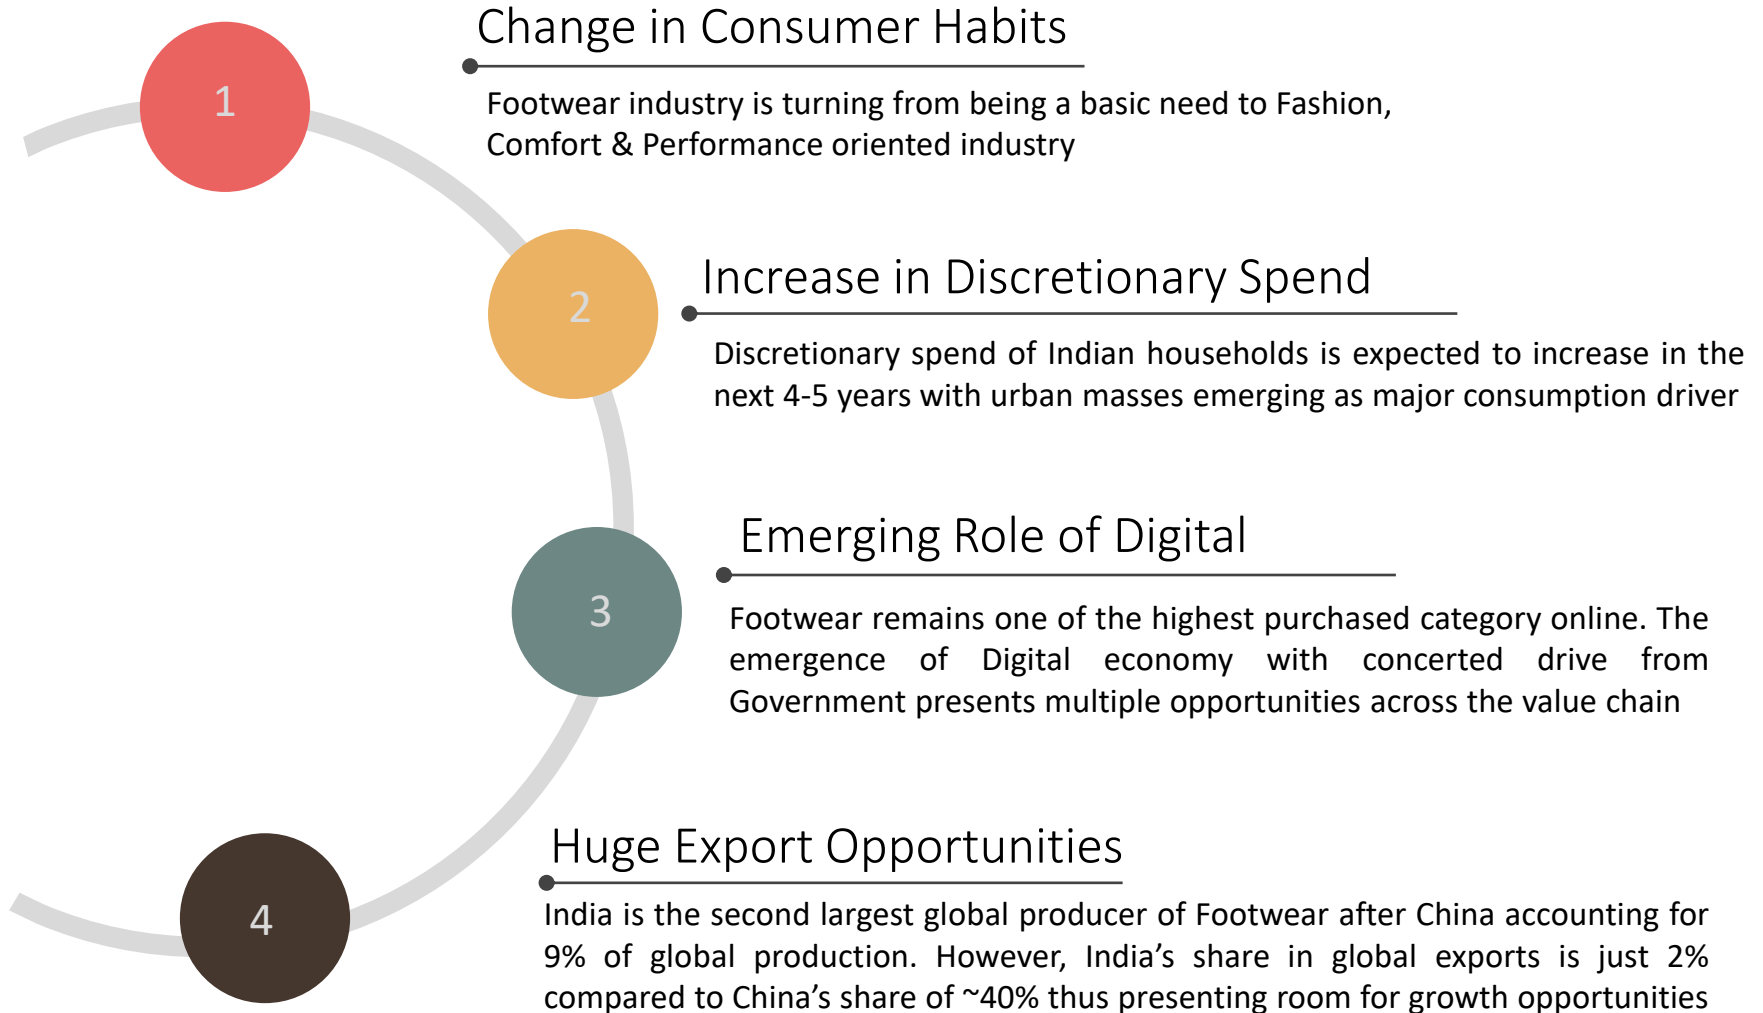 1
Change in Consumer Habits
Footwear industry is turning from being a basic need to Fashion,
Comfort & Performance oriented industry
2
Increase in Discretionary Spend
Discretionary spend of Indian households is expected to increase in the
next 4-5 years with urban masses emerging as major consumption driver
3
Emerging Role of Digital
Footwear remains one of the highest purchased category online. The
emergence of Digital economy with concerted drive from
Government presents multiple opportunities across the value chain
4
Huge Export Opportunities
India is the second largest global producer of Footwear after China accounting for
9% of global production. However, India’s share in global exports is just 2%
compared to China’s share of ~40% thus presenting room for growth opportunities